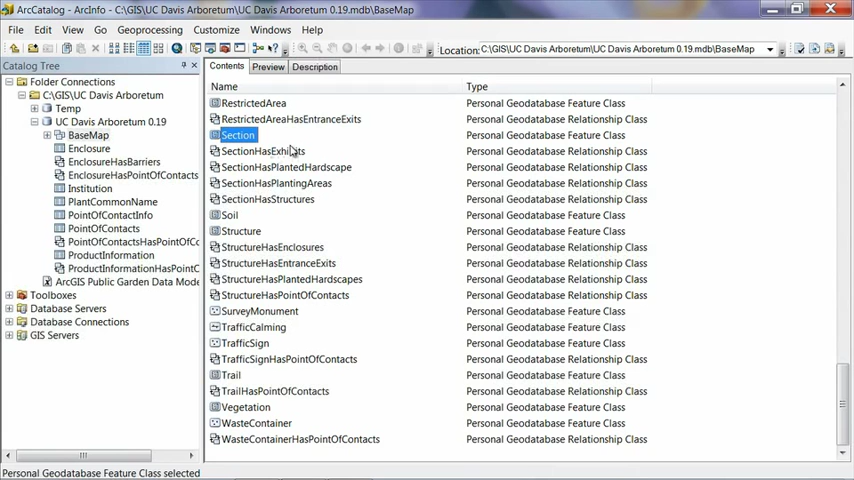 ArcCatalog - ArcInfo - C:\GIS\UC Davis Arboretum\UC Davis Arboretum 0.19.mdb\BaseMap
File Edit View Go Geoprocessing Customize Windows Help
Location: C:\GIS\UC Davis Arboretum\UC Davis Arboretum 0.19.mdb\BaseMap
Catalog Tree
Folder Connections
C:\GIS\UC Davis Arboretum
Temp
UC Davis Arboretum 0.19
BaseMap
Enclosure
EnclosureHasBarriers
EnclosureHasPointOfContacts
Institution
PlantCommonName
PointOfContactInfo
PointOfContacts
PointOfContactsHasPointOfCo
ProductInformation
ProductInformationHasPointC
ArcGIS Public Garden Data Mode
Toolboxes
Database Servers
Database Connections
GIS Servers
Contents Preview Description
Name Type
RestrictedArea Personal Geodatabase Feature Class
RestrictedAreaHasEntranceExits Personal Geodatabase Relationship Class
Section Personal Geodatabase Feature Class
SectionHasExhibits Personal Geodatabase Relationship Class
SectionHasPlantedHardscape Personal Geodatabase Relationship Class
SectionHasPlantingAreas Personal Geodatabase Relationship Class
SectionHasStructures Personal Geodatabase Relationship Class
Soil Personal Geodatabase Feature Class
Structure Personal Geodatabase Feature Class
StructureHasEnclosures Personal Geodatabase Relationship Class
StructureHasEntranceExits Personal Geodatabase Relationship Class
StructureHasPlantedHardscapes Personal Geodatabase Relationship Class
StructureHasPointOfContacts Personal Geodatabase Relationship Class
SurveyMonument Personal Geodatabase Feature Class
TrafficCalming Personal Geodatabase Feature Class
TrafficSign Personal Geodatabase Feature Class
TrafficSignHasPointOfContacts Personal Geodatabase Relationship Class
Trail Personal Geodatabase Feature Class
TrailHasPointOfContacts Personal Geodatabase Relationship Class
Vegetation Personal Geodatabase Feature Class
WasteContainer Personal Geodatabase Feature Class
WasteContainerHasPointOfContacts Personal Geodatabase Relationship Class
Personal Geodatabase Feature Class selected